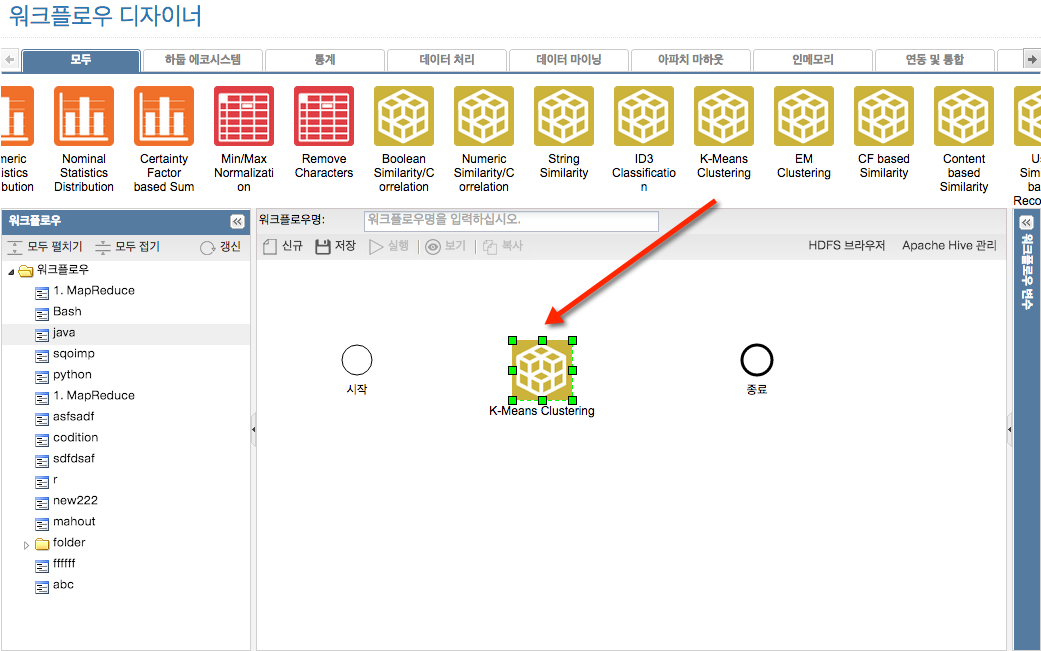 워크플로우 디자이너
모두
하둡 에코시스템
통계
데이터 처리
데이터 마이닝
아파치 마하웃
인메모리
연동 및 통합
meric
istics
bution
Nominal
Statistics
Distribution
Certainty
Factor
based Sum
Min/Max
Normalizati
on
Remove
Characters
Boolean
Similarity/C
orrelation
Numeric
Similarity/C
orrelation
String
Similarity
ID3
Classificatio
n
K-Means
Clustering
EM
Clustering
CF based
Similarity
Content
based
Similarity
Us
Sim
ba
Reco
워크플로우
모두 펼치기
모두 접기
갱신
워크플로우
1. MapReduce
Bash
java
sqoimp
python
1. MapReduce
asfsadf
codition
sdfdsaf
r
new222
mahout
folder
ffffff
abc
워크플로우명:
워크플로우명을 입력하십시오.
신규
저장
실행
보기
복사
HDFS 브라우저
Apache Hive 관리
시작
K-Means Clustering
종료
워크플로우 변수